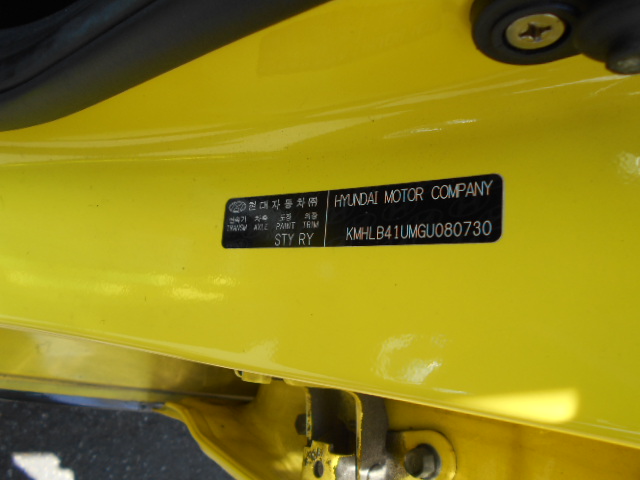 현대자동차㈜
변속기 차축 도장 외장
TRANSM AXLE PAINT TRIM
STY RY
HYUNDAI MOTOR COMPANY
KMHLB41UMGU080730